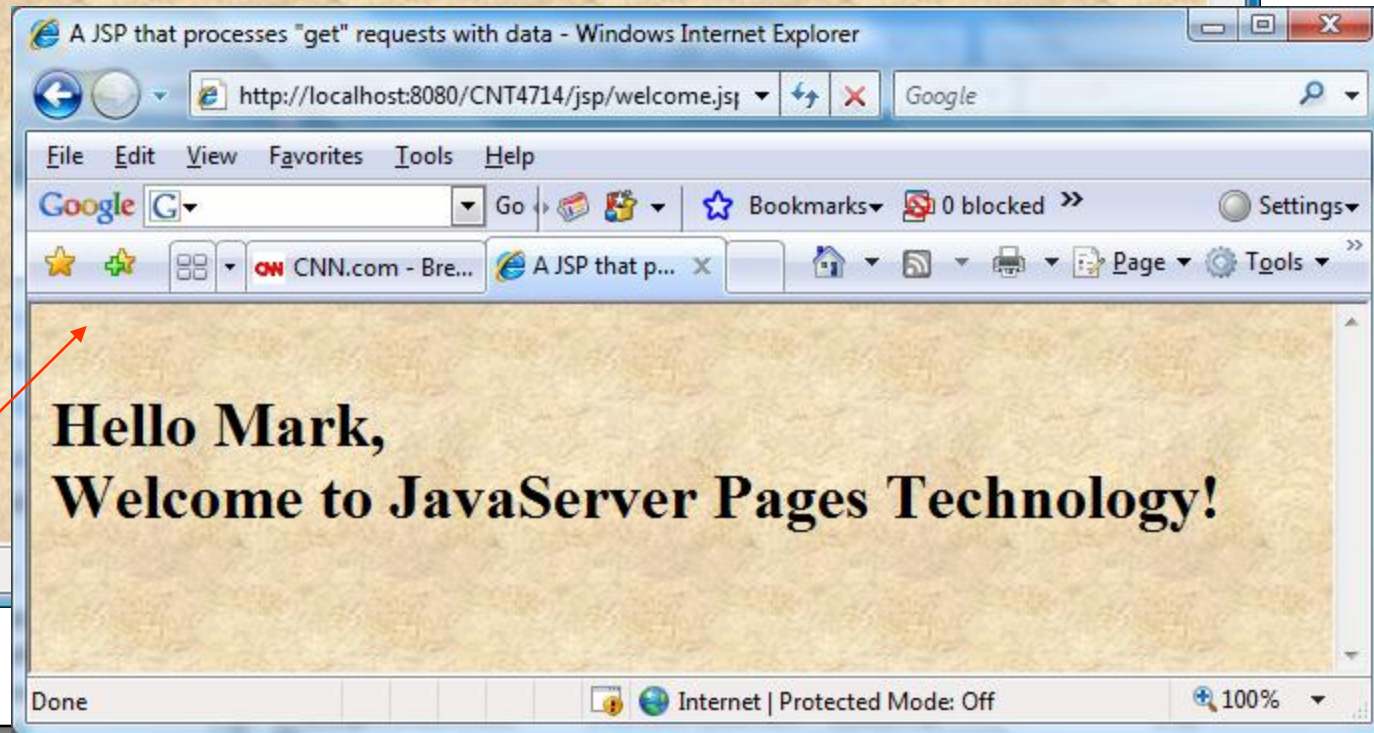 A JSP that processes "get" requests with data - Windows Internet Explorer
http://localhost:8080/CNT4714/jsp/welcome.jsp
Google
File Edit View Favorites Tools Help
Google G Go Bookmarks 0 blocked >> Settings
CNN CNN.com - Bre... A JSP that p... X Page Tools >>
Hello Mark,
Welcome to JavaServer Pages Technology!
Done Internet | Protected Mode: Off 100%